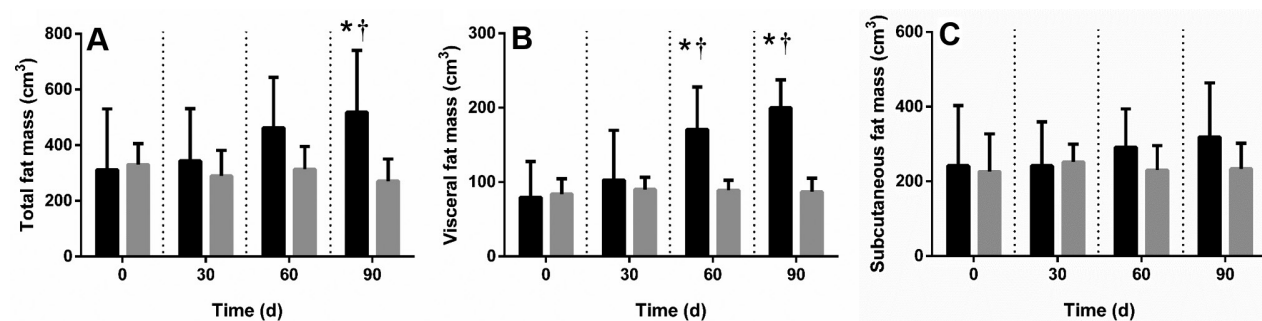 A
Total fat mass (cm³)
800
600
400
200
0
*†
0 30 60 90
Time (d)
B
Visceral fat mass (cm³)
300
200
100
0
*† *†
0 30 60 90
Time (d)
C
Subcutaneous fat mass (cm³)
600
400
200
0
0 30 60 90
Time (d)